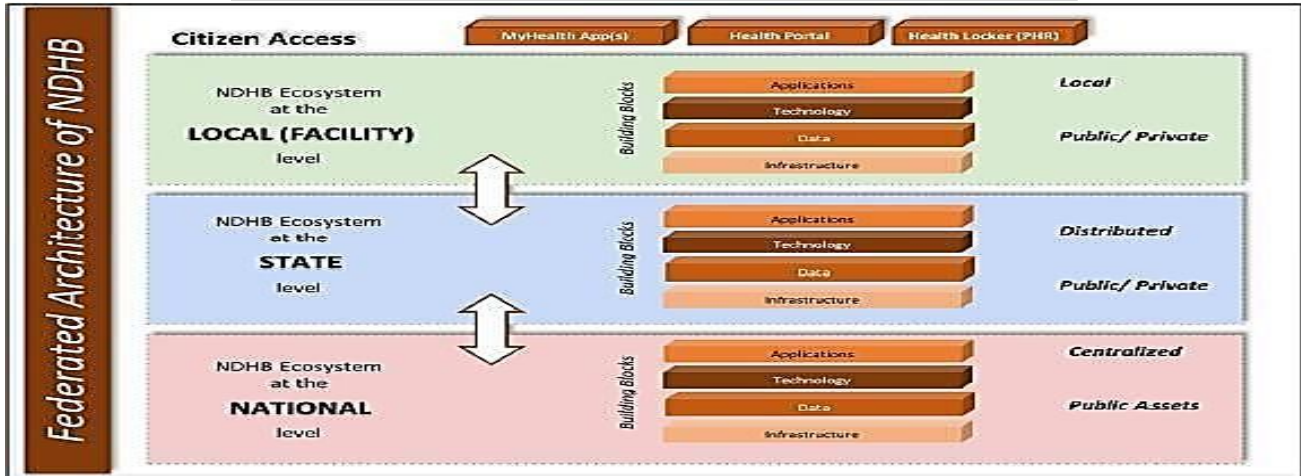 Federated Architecture of NDHB
Citizen Access
MyHealth App(s)
Health Portal
Health Locker (PHR)
NDHB Ecosystem
at the
LOCAL (FACILITY)
level
Building Blocks
Applications
Technology
Data
Infrastructure
Local
Public/ Private
NDHB Ecosystem
at the
STATE
level
Building Blocks
Applications
Technology
Data
Infrastructure
Distributed
Public/ Private
NDHB Ecosystem
at the
NATIONAL
level
Building Blocks
Applications
Technology
Data
Infrastructure
Centralized
Public Assets